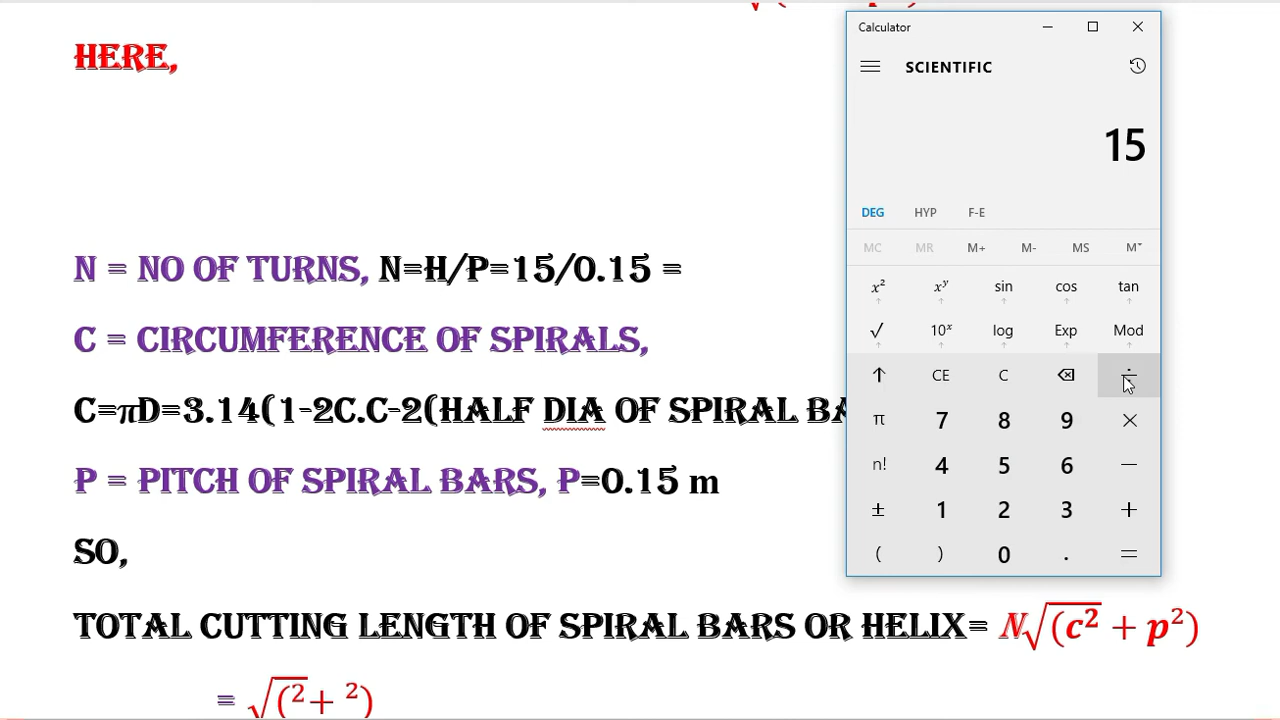 HERE,
N = NO OF TURNS, N=H/P=15/0.15 =
C = CIRCUMFERENCE OF SPIRALS,
C=πD=3.14(1-2C.C-2(HALF DIA OF SPIRAL BA
P = PITCH OF SPIRAL BARS, P=0.15 m
SO,
TOTAL CUTTING LENGTH OF SPIRAL BARS OR HELIX= N√(c² + p²)
= √(²+ ²)
Calculator
SCIENTIFIC
15
DEG HYP F-E
MC MR M+ M- MS M˅
x² xʸ sin cos tan
√ 10ˣ log Exp Mod
↑ CE C ⌫ ÷
π 7 8 9 ×
n! 4 5 6 −
± 1 2 3 +
( ) 0 . =